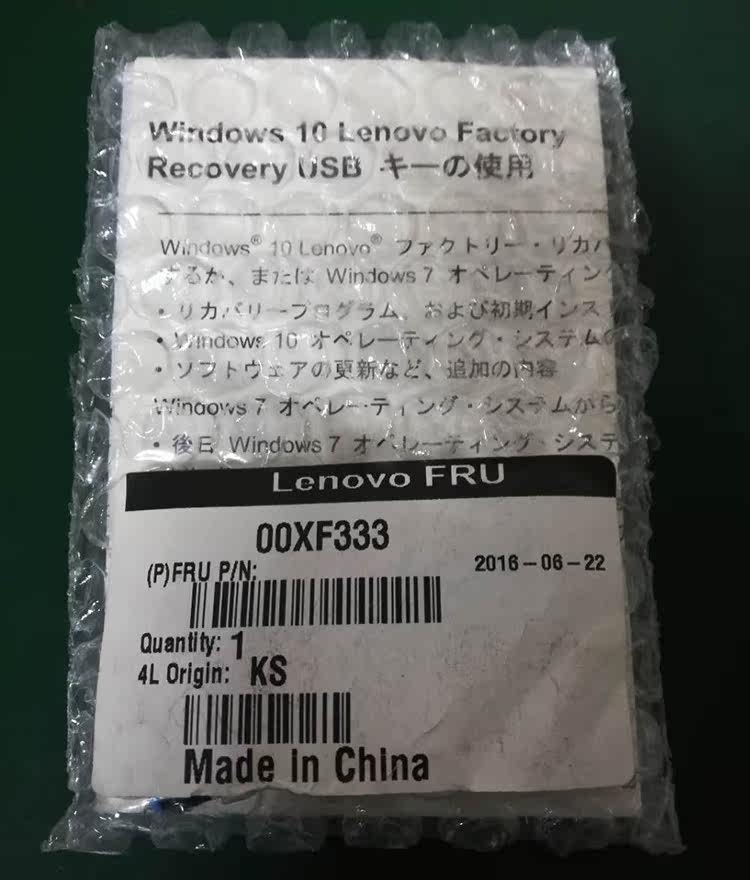 Windows 10 Lenovo Factory
Recovery USB キーの使用
Windows® 10 Lenovo® ファクトリー・リカバ
するか、または Windows 7 オペレーティン
• リカバリープログラム、および初期インス
• Windows 10 オペレーティング・システムの
• ソフトウェアの更新など、追加の内容
Windows 7 オペレーティング・システムから
• 後日 Windows 7 オペレーティング・システ
Lenovo FRU
00XF333
(P)FRU P/N:
2016-06-22
Quantity: 1
4L Origin: KS
Made in China